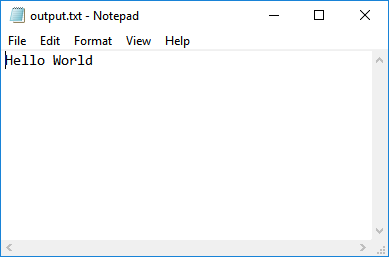 output.txt - Notepad
File Edit Format View Help
Hello World